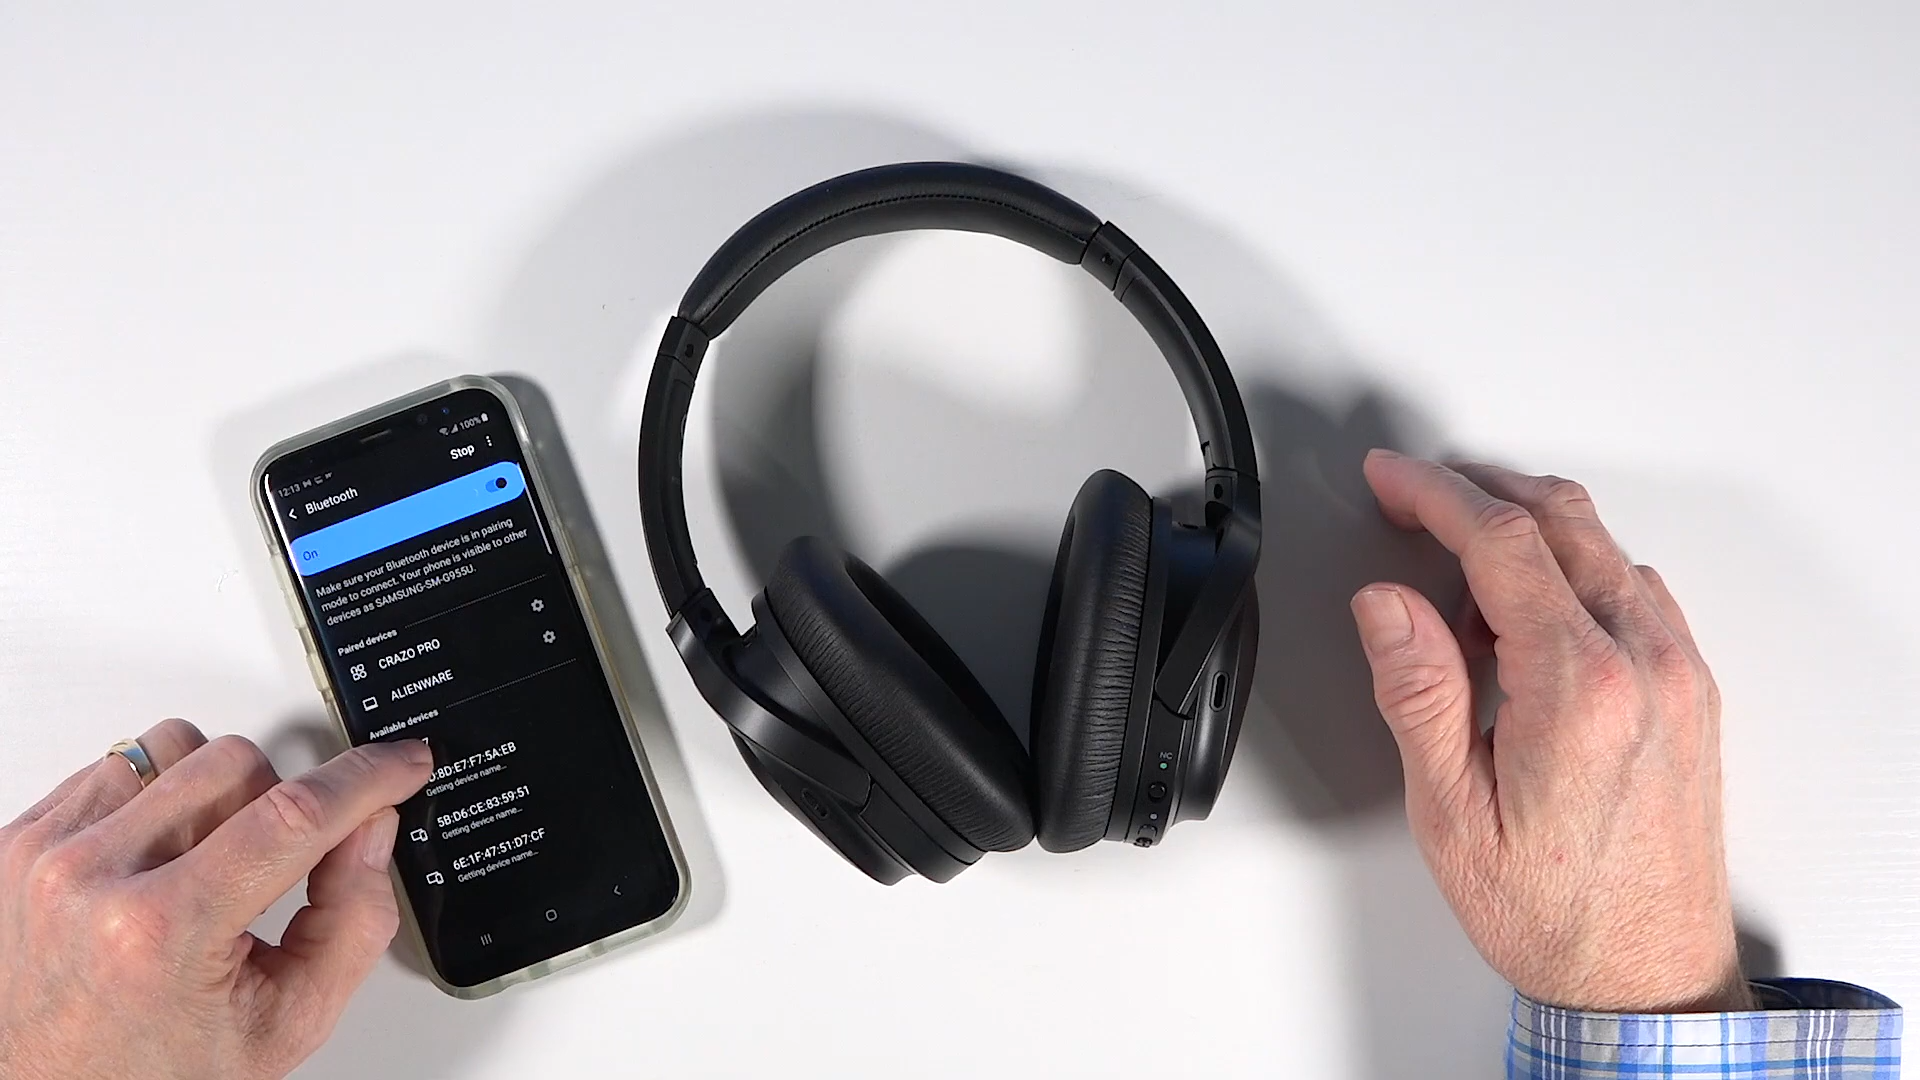 12:13
100%
Stop
Bluetooth
On
Make sure your Bluetooth device is in pairing
mode to connect. Your phone is visible to other
devices as SAMSUNG-SM-G955U.
Paired devices
CRAZO PRO
ALIENWARE
Available devices
7
8D:E7:F7:5A:EB
Getting device name...
5B:D6:CE:83:59:51
Getting device name...
6E:1F:47:51:D7:CF
Getting device name...
NC